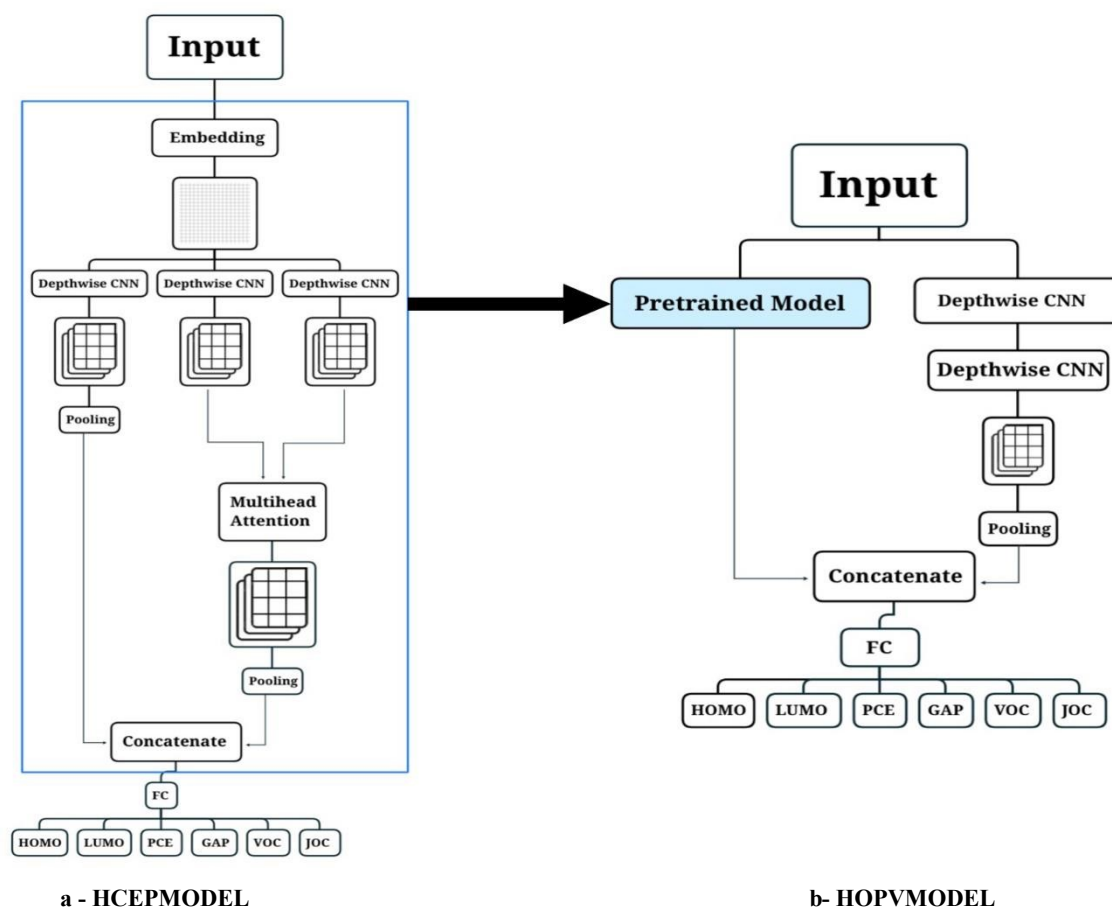 Input
Embedding
Depthwise CNN
Depthwise CNN
Depthwise CNN
Pooling
Multihead
Attention
Pooling
Concatenate
FC
HOMO
LUMO
PCE
GAP
VOC
JOC
a - HCEPMODEL
Input
Pretrained Model
Depthwise CNN
Depthwise CNN
Pooling
Concatenate
FC
HOMO
LUMO
PCE
GAP
VOC
JOC
b- HOPVMODEL